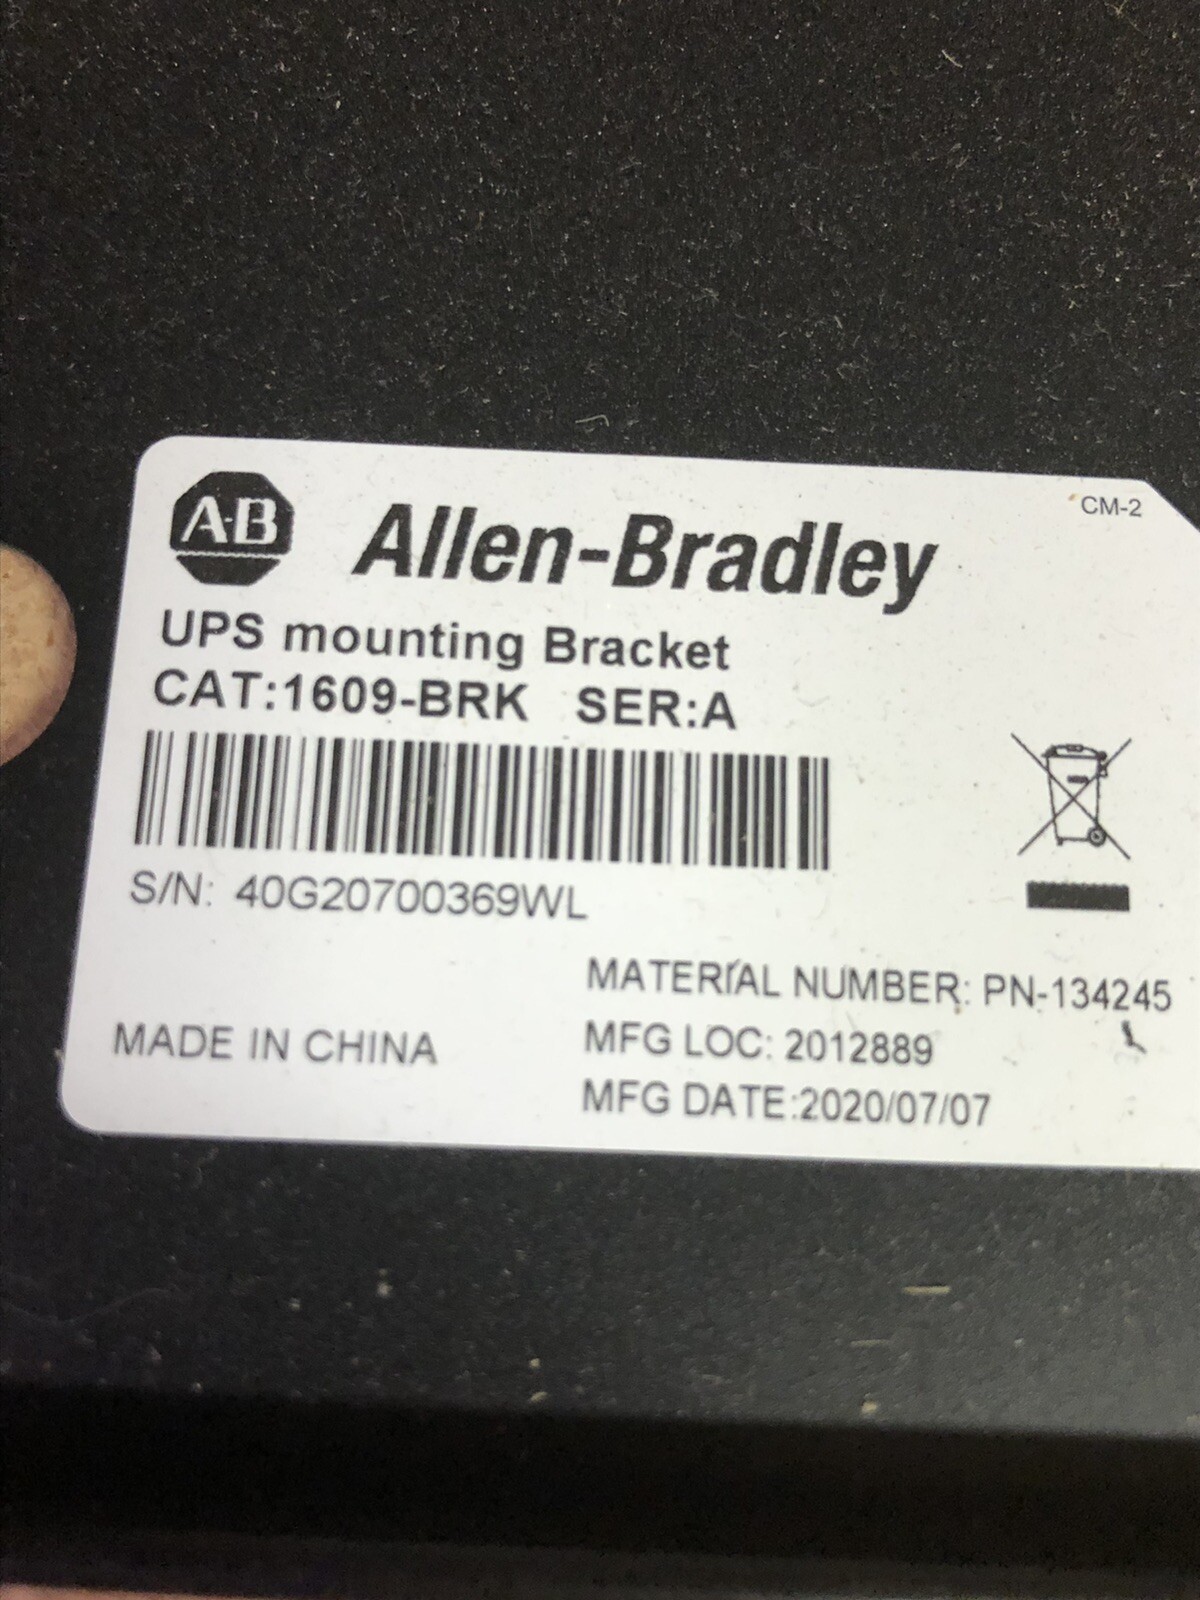 A-B Allen-Bradley
CM-2
UPS mounting Bracket
CAT:1609-BRK SER:A
S/N: 40G20700369WL
MATERIAL NUMBER: PN-134245
MADE IN CHINA
MFG LOC: 2012889
MFG DATE:2020/07/07